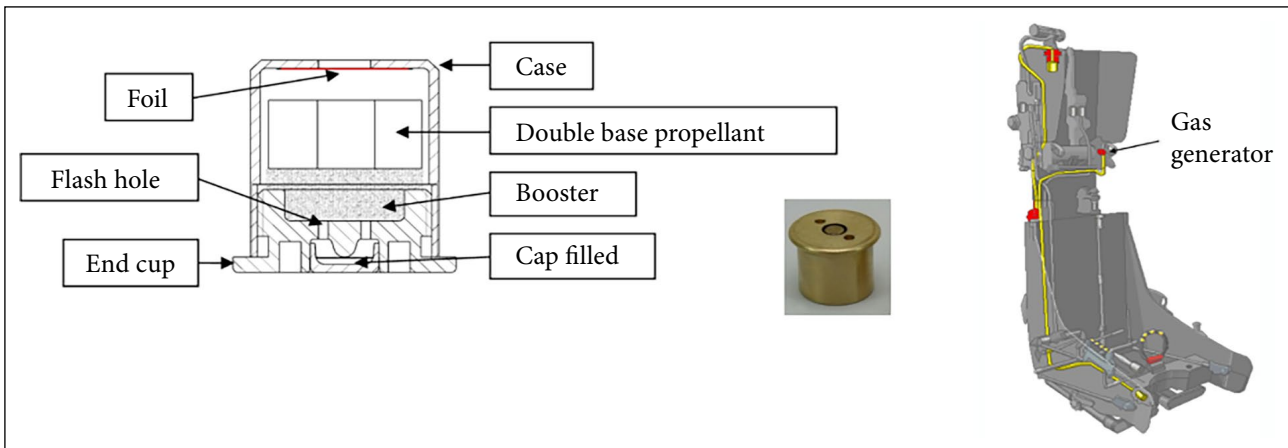 Case
Foil
Double base propellant
Flash hole
Booster
End cup
Cap filled
Gas
generator